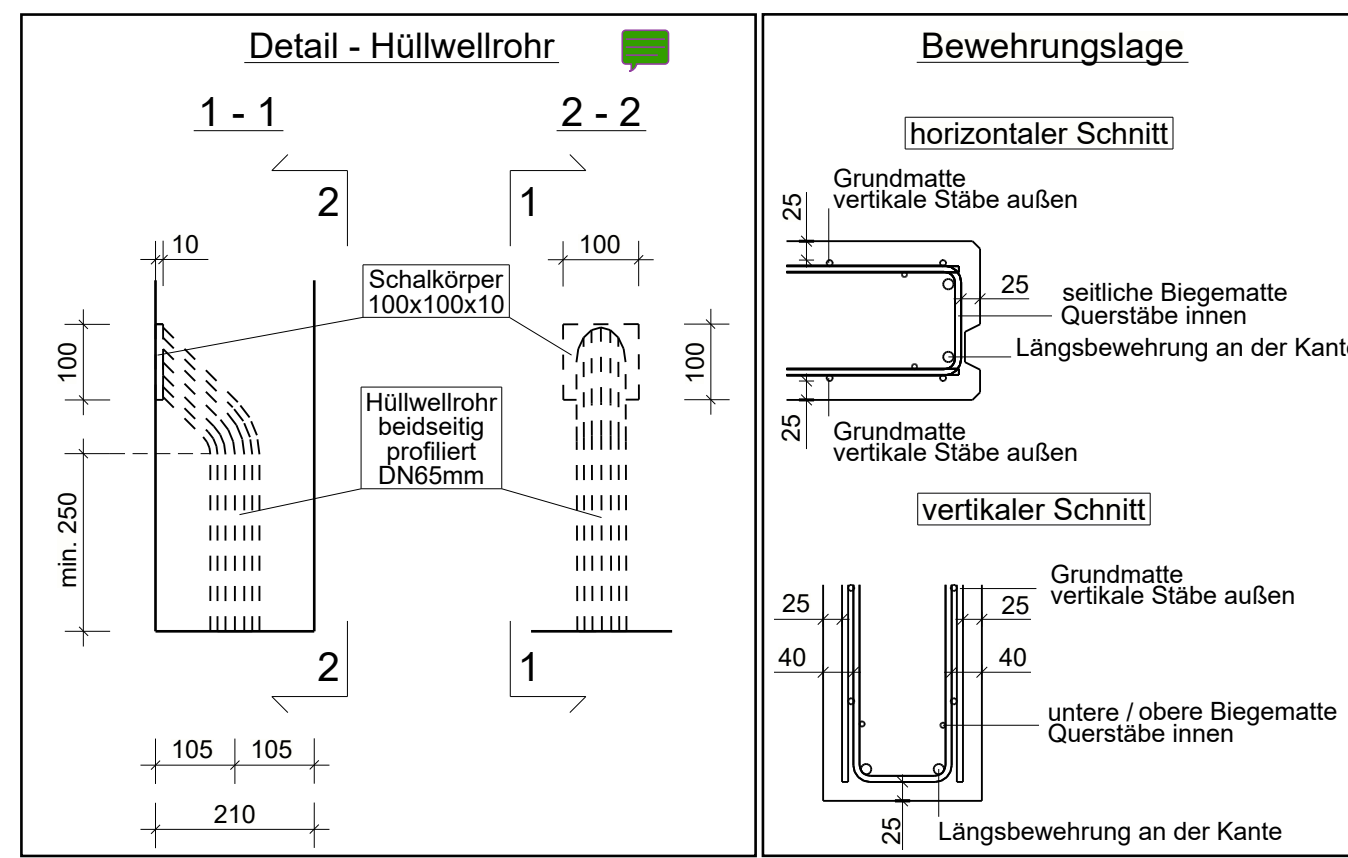 Detail - Hüllwellrohr
1 - 1
2 - 2
2
1
10
100
Schalkörper
100x100x10
100
100
Hüllwellrohr
beidseitig
profiliert
DN65mm
min. 250
2
1
105
105
210
Bewehrungslage
horizontaler Schnitt
Grundmatte
vertikale Stäbe außen
25
25
seitliche Biegematte
Querstäbe innen
Längsbewehrung an der Kante
25
Grundmatte
vertikale Stäbe außen
vertikaler Schnitt
Grundmatte
vertikale Stäbe außen
25
25
40
40
untere / obere Biegematte
Querstäbe innen
25
Längsbewehrung an der Kante